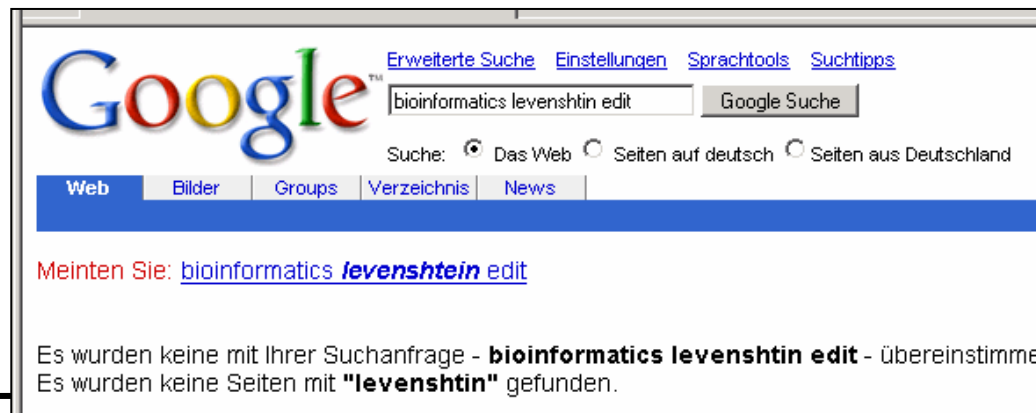 Google™
Erweiterte Suche Einstellungen Sprachtools Suchtipps
bioinformatics levenshtin edit Google Suche
Suche: Das Web Seiten auf deutsch Seiten aus Deutschland
Web Bilder Groups Verzeichnis News
Meinten Sie: bioinformatics levenshtein edit
Es wurden keine mit Ihrer Suchanfrage - bioinformatics levenshtin edit - übereinstimme
Es wurden keine Seiten mit "levenshtin" gefunden.